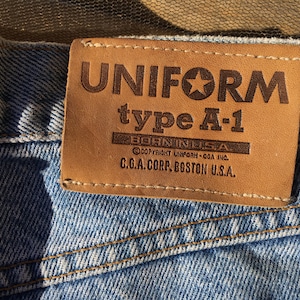 UNIFORM
type A-1
BORN IN U.S.A.
©COPYRIGHT UNIFORM · CGA INC.
C.G.A. CORP. BOSTON U.S.A.